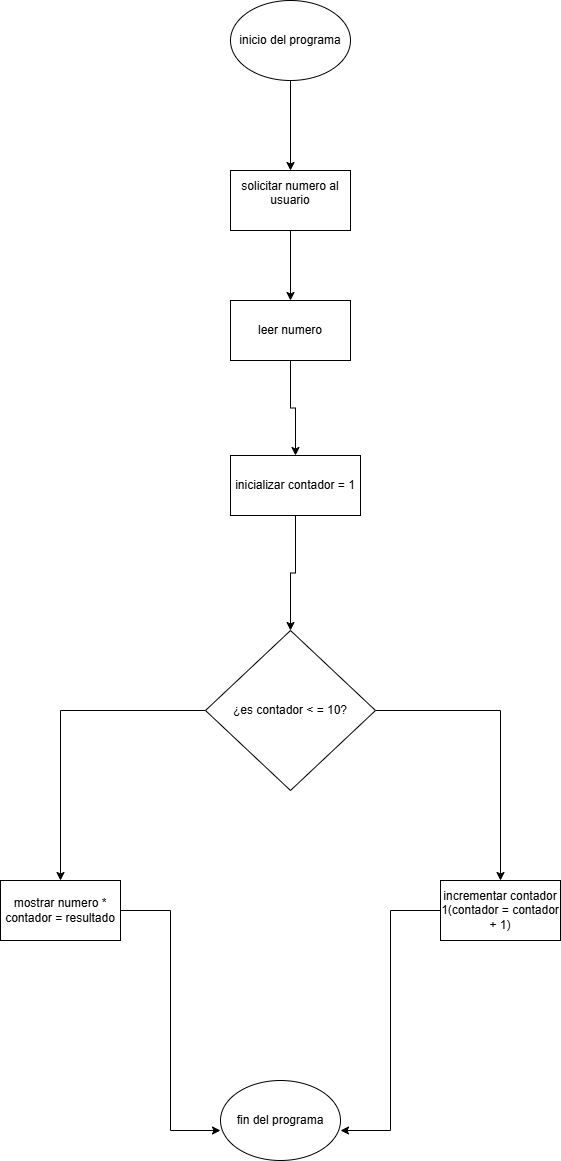 inicio del programa
solicitar numero al
usuario
leer numero
inicializar contador = 1
¿es contador < = 10?
mostrar numero *
contador = resultado
incrementar contador
1(contador = contador
+ 1)
fin del programa